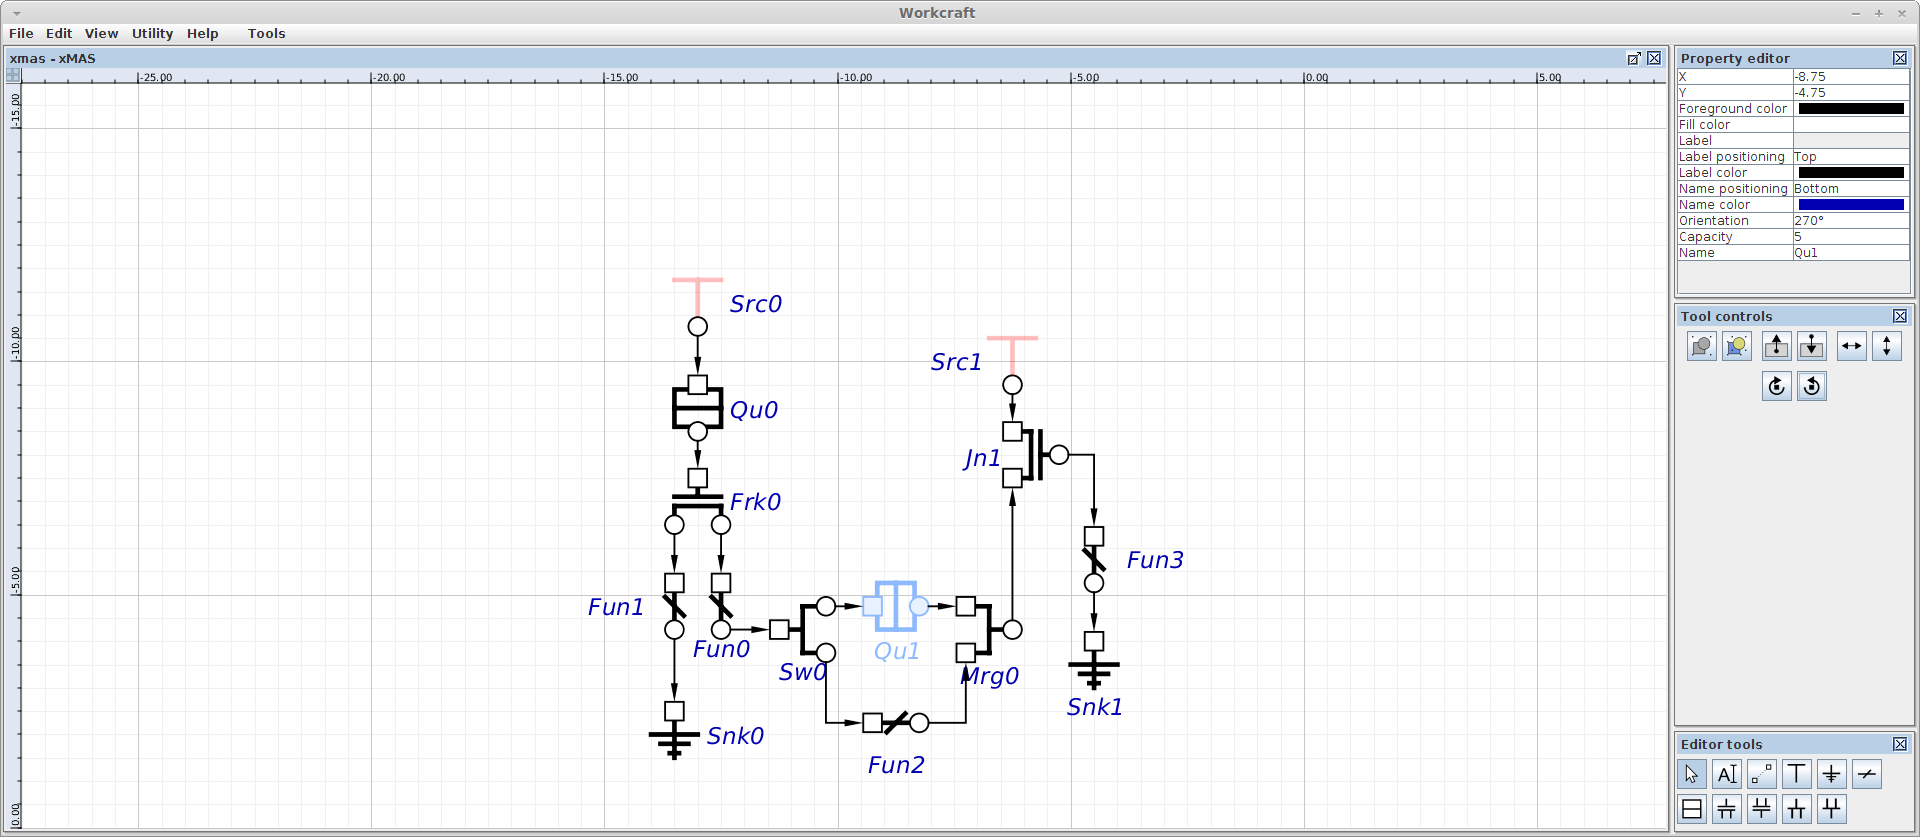 Workcraft
File Edit View Utility Help Tools
xmas - xMAS
-25.00 -20.00 -15.00 -10.00 -5.00 0.00 5.00
-15.00
-10.00
-5.00
0.00
Src0
Src1
Qu0
Jn1
Frk0
Fun3
Fun1
Fun0
Qu1
Sw0
Mrg0
Snk1
Snk0
Fun2
Property editor
X -8.75
Y -4.75
Foreground color
Fill color
Label
Label positioning Top
Label color
Name positioning Bottom
Name color
Orientation 270°
Capacity 5
Name Qu1
Tool controls
Editor tools
A